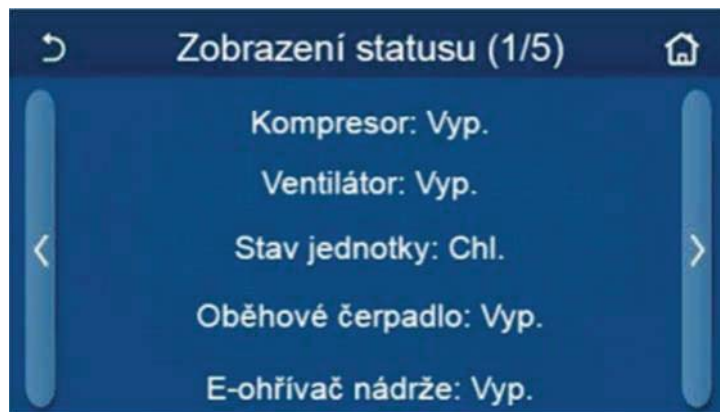 Zobrazení statusu (1/5)
Kompresor: Vyp.
Ventilátor: Vyp.
Stav jednotky: Chl.
Oběhové čerpadlo: Vyp.
E-ohřívač nádrže: Vyp.